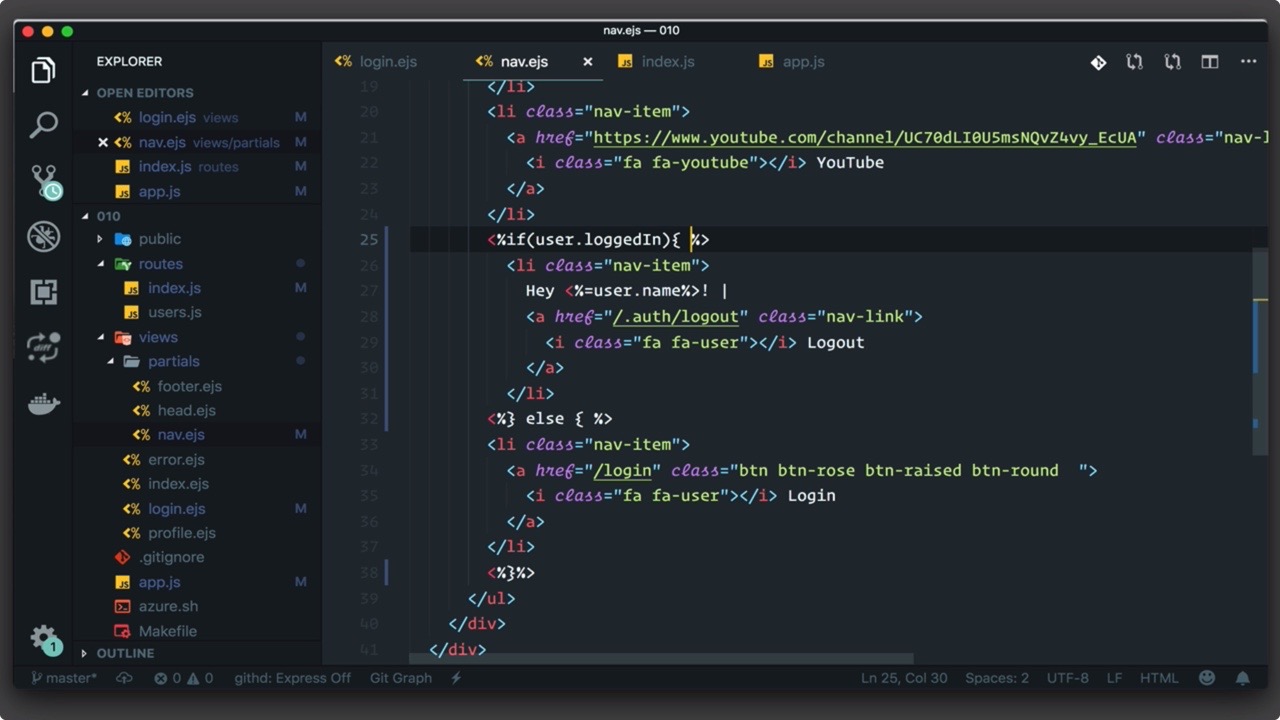 nav.ejs — 010
EXPLORER
OPEN EDITORS
login.ejs views M
nav.ejs views/partials M
index.js routes M
app.js M
010
public
routes
index.js M
users.js
views
partials
footer.ejs
head.ejs
nav.ejs M
error.ejs
index.ejs
login.ejs M
profile.ejs
.gitignore
app.js M
azure.sh
Makefile
OUTLINE
login.ejs nav.ejs index.js app.js
19 </li>
20 <li class="nav-item">
21 <a href="https://www.youtube.com/channel/UC70dLI0U5msNQvZ4vy_EcUA" class="nav-l
22 <i class="fa fa-youtube"></i> YouTube
23 </a>
24 </li>
25 <%if(user.loggedIn){ %>
26 <li class="nav-item">
27 Hey <%=user.name%>! |
28 <a href="/.auth/logout" class="nav-link">
29 <i class="fa fa-user"></i> Logout
30 </a>
31 </li>
32 <%} else { %>
33 <li class="nav-item">
34 <a href="/login" class="btn btn-rose btn-raised btn-round  ">
35 <i class="fa fa-user"></i> Login
36 </a>
37 </li>
38 <%}%>
39 </ul>
40 </div>
41 </div>
1
master* 0 0 githd: Express Off Git Graph Ln 25, Col 30 Spaces: 2 UTF-8 LF HTML